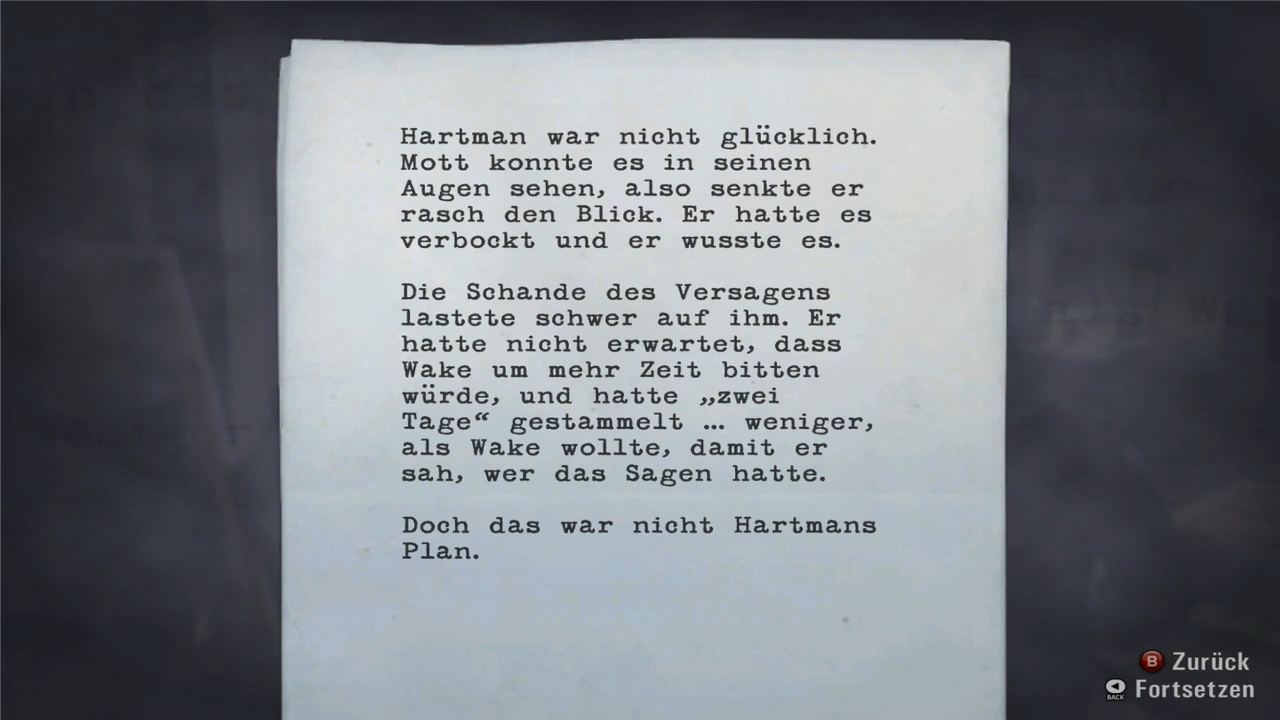 Hartman war nicht glücklich.
Mott konnte es in seinen
Augen sehen, also senkte er
rasch den Blick. Er hatte es
verbockt und er wusste es.
Die Schande des Versagens
lastete schwer auf ihm. Er
hatte nicht erwartet, dass
Wake um mehr Zeit bitten
würde, und hatte „zwei
Tage“ gestammelt … weniger,
als Wake wollte, damit er
sah, wer das Sagen hatte.
Doch das war nicht Hartmans
Plan.
B Zurück
BACK Fortsetzen